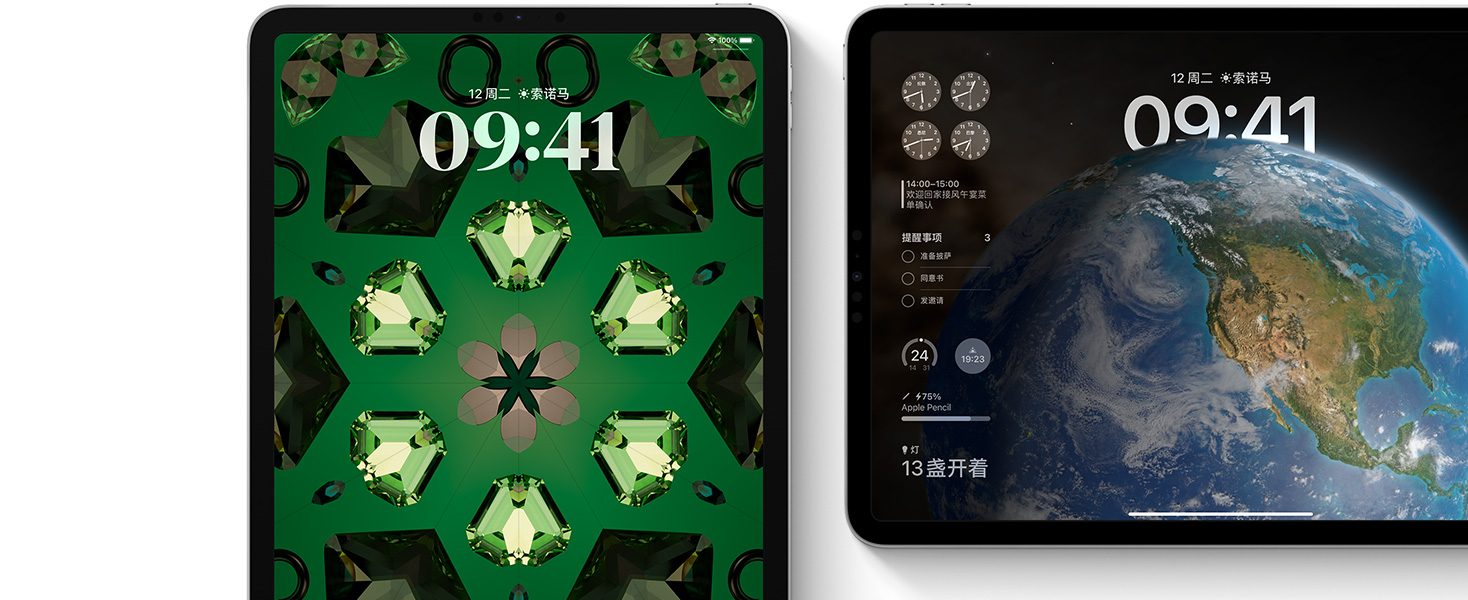 100%
12 周二 索诺马
09:41
12 周二 索诺马
09:41
14:00–15:00
欢迎回家接风午宴菜
单确认
提醒事项 3
准备披萨
同意书
发邀请
24
14 31
19:23
75%
Apple Pencil
灯
13盏开着